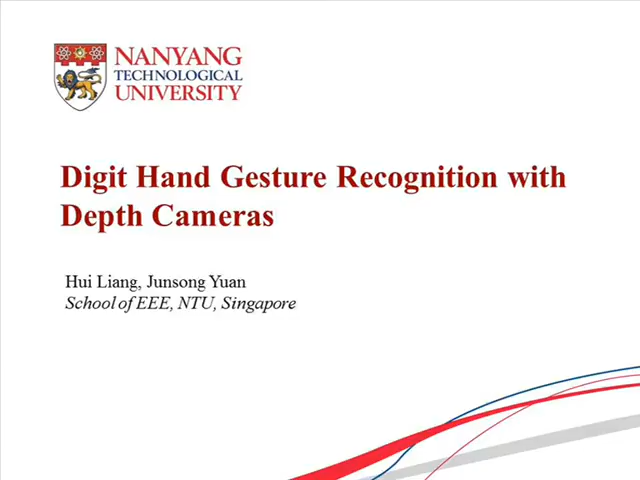 NANYANG
TECHNOLOGICAL
UNIVERSITY
Digit Hand Gesture Recognition with
Depth Cameras
Hui Liang, Junsong Yuan
School of EEE, NTU, Singapore